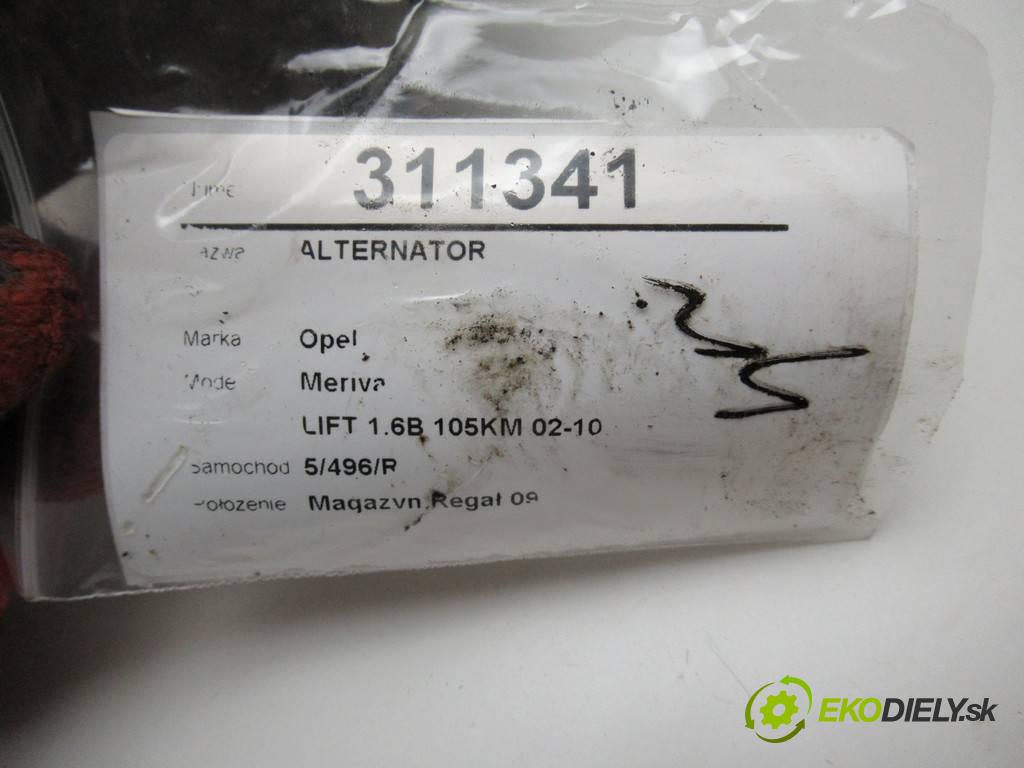 311341
ALTERNATOR
Marka Opel
Meriva
LIFT 1.6B 105KM 02-10
Samochod 5/496/R
Magazyn,Regał 09
EKODIELY.sk